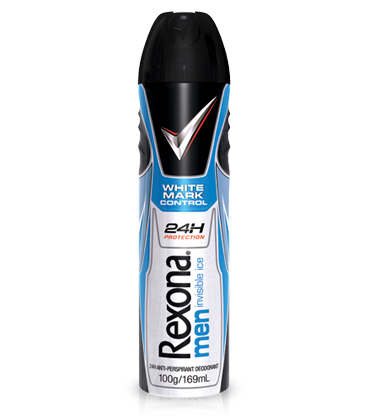 WHITE
MARK
CONTROL
24H
PROTECTION
Rexona®
men invisible ice
24H ANTI-PERSPIRANT DEODORANT
100g/169mL